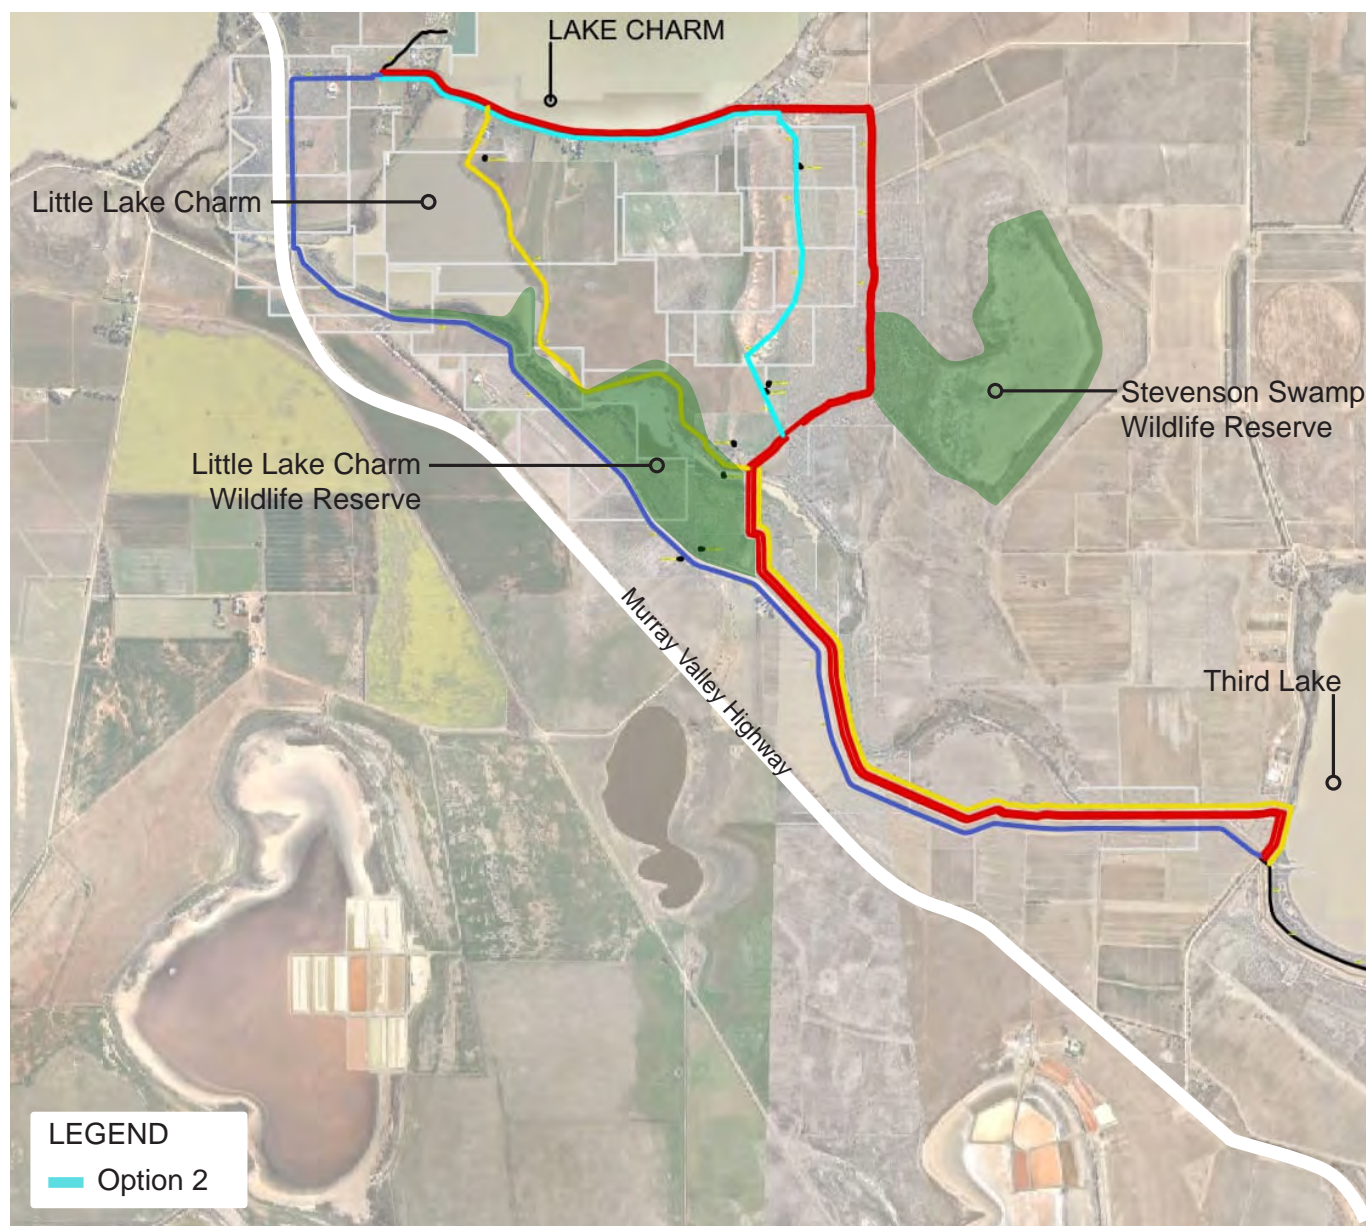 LAKE CHARM
Little Lake Charm
Stevenson Swamp
Wildlife Reserve
Little Lake Charm
Wildlife Reserve
Murray Valley Highway
Third Lake
LEGEND
Option 2